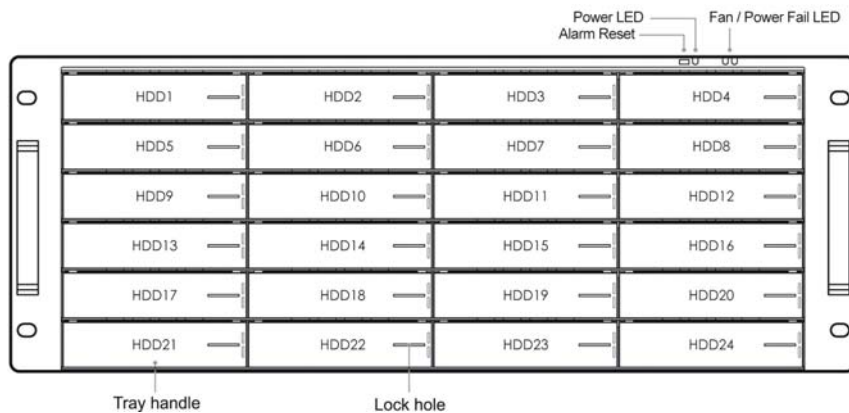 Power LED Fan / Power Fail LED
Alarm Reset
HDD1 HDD2 HDD3 HDD4
HDD5 HDD6 HDD7 HDD8
HDD9 HDD10 HDD11 HDD12
HDD13 HDD14 HDD15 HDD16
HDD17 HDD18 HDD19 HDD20
HDD21 HDD22 HDD23 HDD24
Tray handle Lock hole